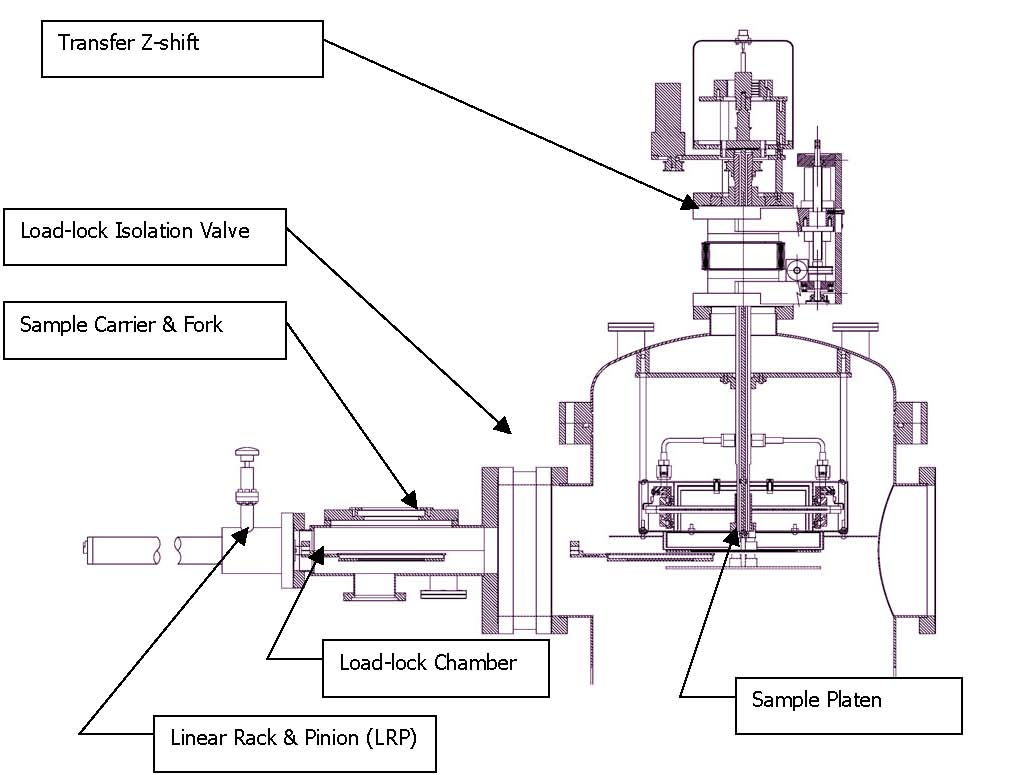 Transfer Z-shift
Load-lock Isolation Valve
Sample Carrier & Fork
Load-lock Chamber
Sample Platen
Linear Rack & Pinion (LRP)